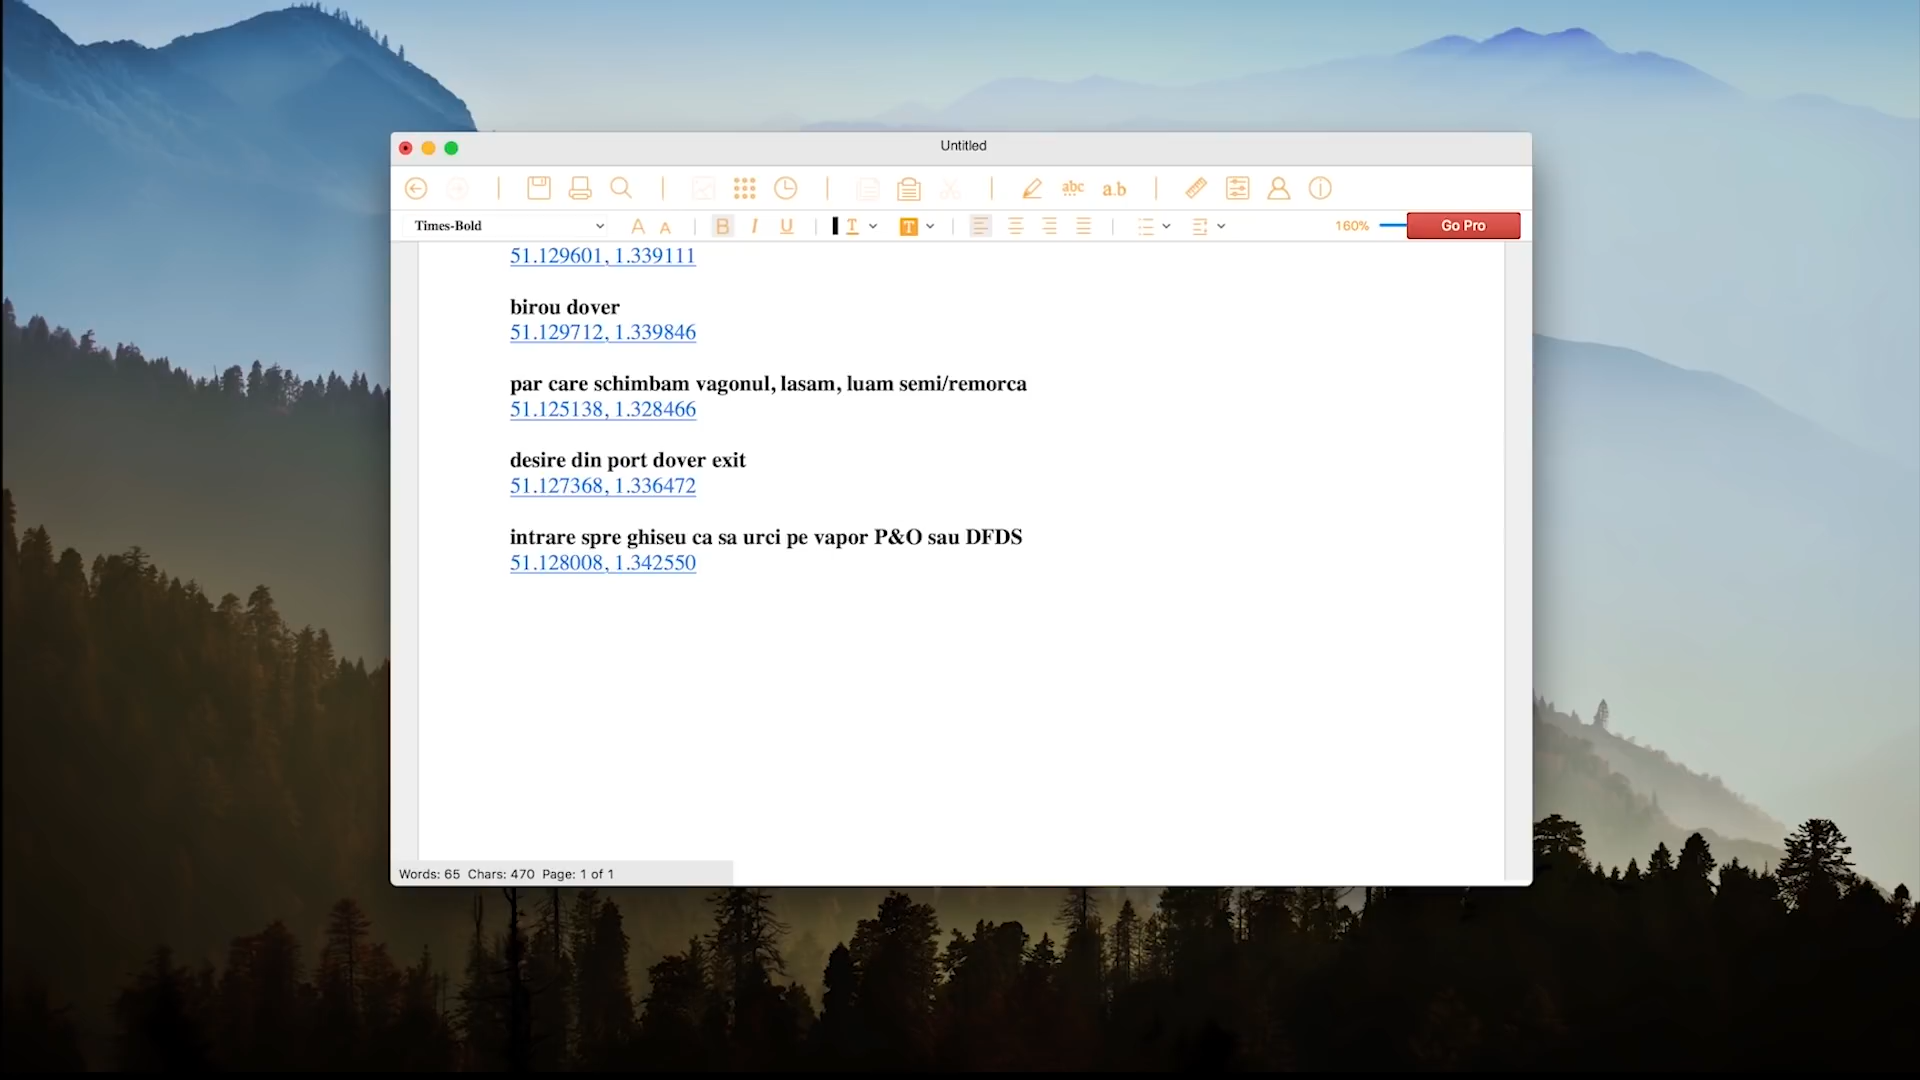 Untitled
abc
a.b
Times-Bold
A A
B I U
T
T
160%
Go Pro
51.129601, 1.339111
birou dover
51.129712, 1.339846
par care schimbam vagonul, lasam, luam semi/remorca
51.125138, 1.328466
desire din port dover exit
51.127368, 1.336472
intrare spre ghiseu ca sa urci pe vapor P&O sau DFDS
51.128008, 1.342550
Words: 65 Chars: 470 Page: 1 of 1